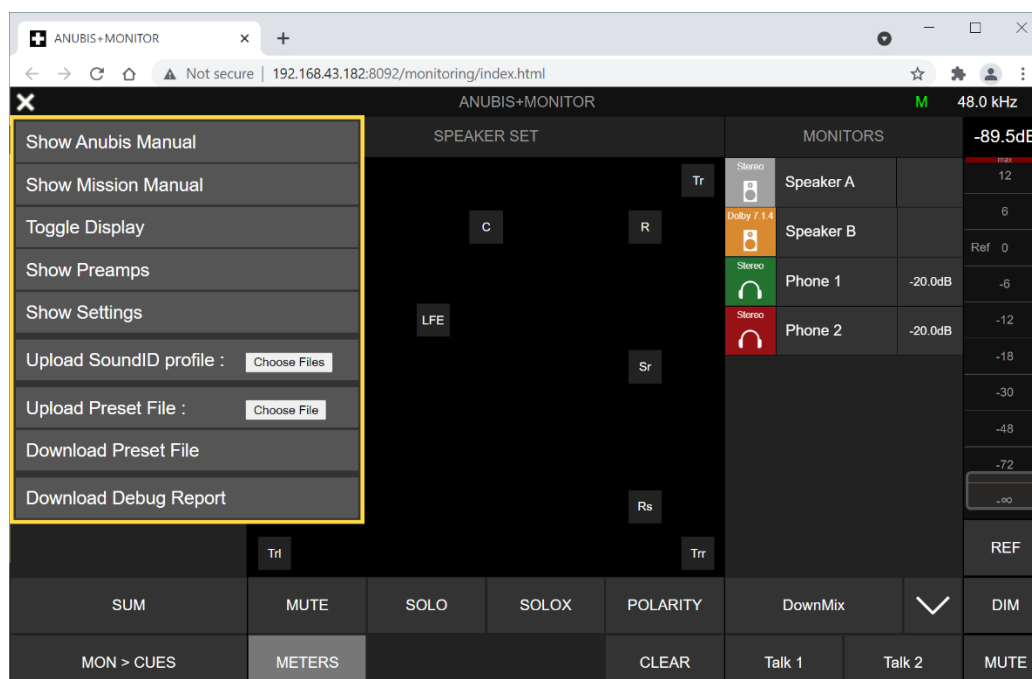 ANUBIS+MONITOR
Not secure | 192.168.43.182:8092/monitoring/index.html
ANUBIS+MONITOR M 48.0 kHz
Show Anubis Manual
Show Mission Manual
Toggle Display
Show Preamps
Show Settings
Upload SoundID profile : Choose Files
Upload Preset File : Choose File
Download Preset File
Download Debug Report
SPEAKER SET
Tr
C R
LFE
Sr
Rs
Trl Trr
MONITORS
Stereo
Speaker A
Dolby 7.1.4
Speaker B
Stereo
Phone 1 -20.0dB
Stereo
Phone 2 -20.0dB
-89.5dB
max
12
6
Ref 0
-6
-12
-18
-30
-48
-72
-∞
REF
SUM MUTE SOLO SOLOX POLARITY DownMix DIM
MON > CUES METERS CLEAR Talk 1 Talk 2 MUTE